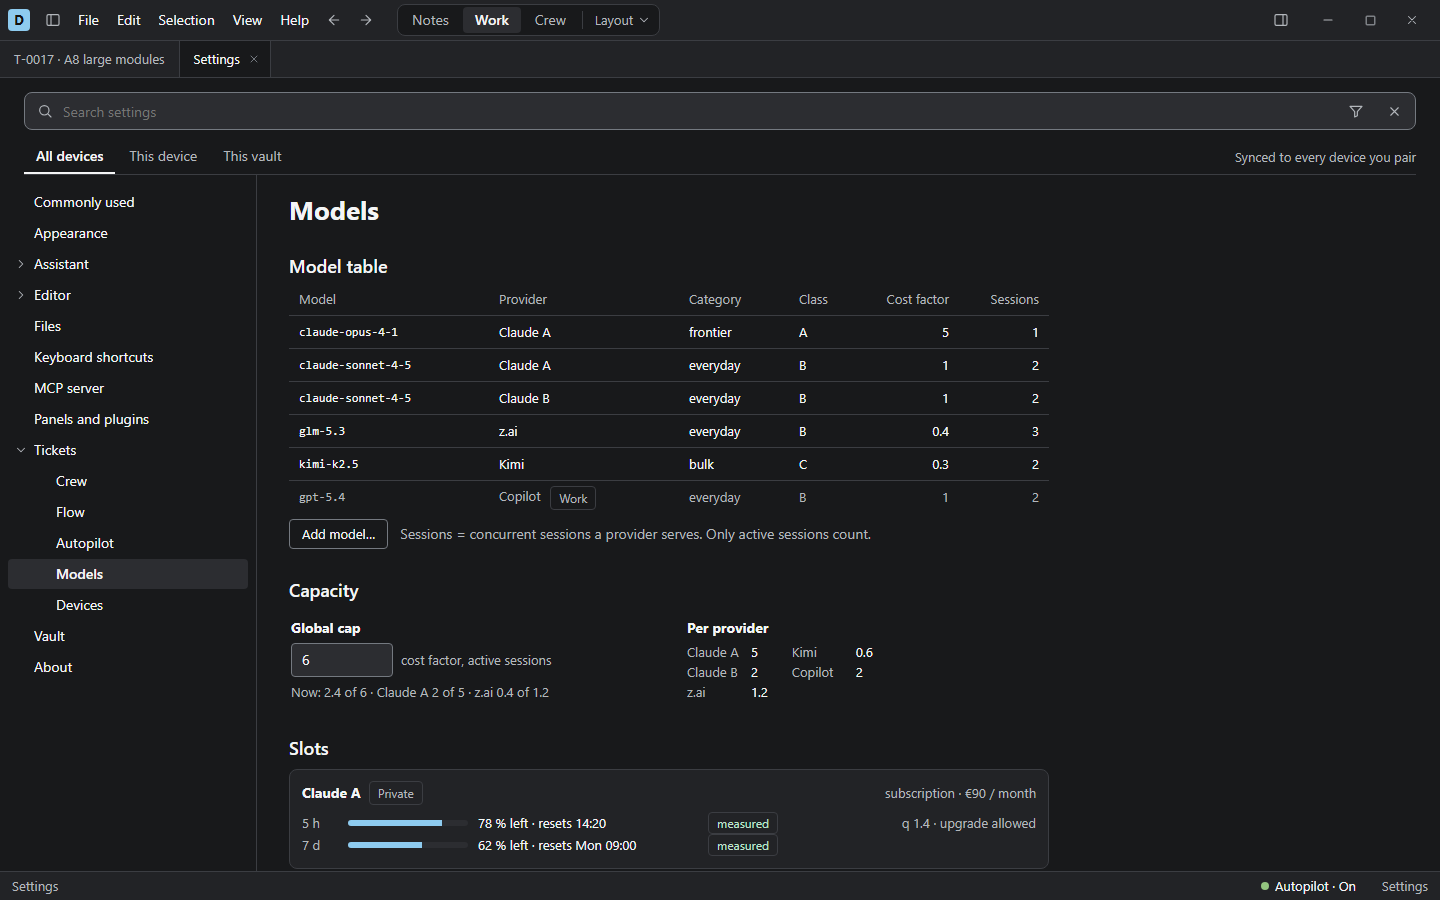 D File Edit Selection View Help Notes Work Crew Layout
T-0017 · A8 large modules Settings
Search settings
All devices This device This vault Synced to every device you pair
Commonly used
Appearance
Assistant
Editor
Files
Keyboard shortcuts
MCP server
Panels and plugins
Tickets
Crew
Flow
Autopilot
Models
Devices
Vault
About
Models
Model table
Model Provider Category Class Cost factor Sessions
claude-opus-4-1 Claude A frontier A 5 1
claude-sonnet-4-5 Claude A everyday B 1 2
claude-sonnet-4-5 Claude B everyday B 1 2
glm-5.3 z.ai everyday B 0.4 3
kimi-k2.5 Kimi bulk C 0.3 2
gpt-5.4 Copilot Work everyday B 1 2
Add model... Sessions = concurrent sessions a provider serves. Only active sessions count.
Capacity
Global cap
6 cost factor, active sessions
Now: 2.4 of 6 · Claude A 2 of 5 · z.ai 0.4 of 1.2
Per provider
Claude A 5 Kimi 0.6
Claude B 2 Copilot 2
z.ai 1.2
Slots
Claude A Private subscription · €90 / month
5 h 78 % left · resets 14:20 measured q 1.4 · upgrade allowed
7 d 62 % left · resets Mon 09:00 measured
Settings Autopilot · On Settings